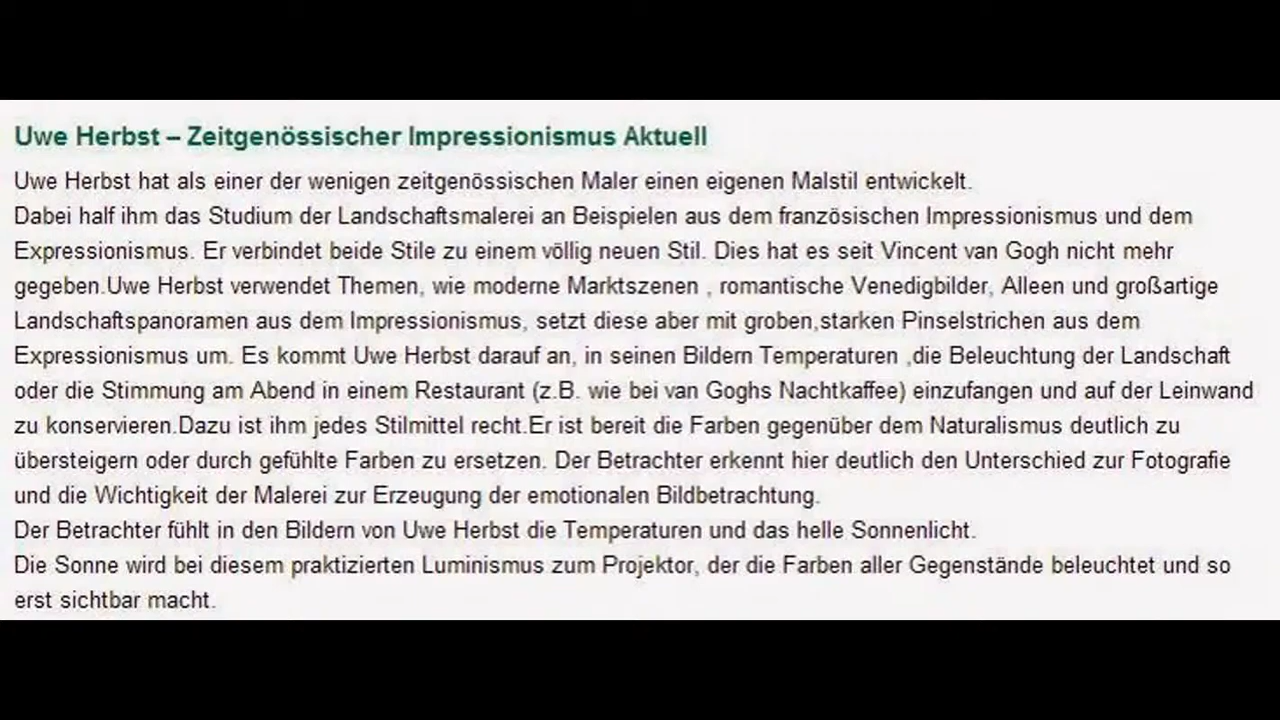 Uwe Herbst – Zeitgenössischer Impressionismus Aktuell
Uwe Herbst hat als einer der wenigen zeitgenössischen Maler einen eigenen Malstil entwickelt.
Dabei half ihm das Studium der Landschaftsmalerei an Beispielen aus dem französischen Impressionismus und dem
Expressionismus. Er verbindet beide Stile zu einem völlig neuen Stil. Dies hat es seit Vincent van Gogh nicht mehr
gegeben.Uwe Herbst verwendet Themen, wie moderne Marktszenen , romantische Venedigbilder, Alleen und großartige
Landschaftspanoramen aus dem Impressionismus, setzt diese aber mit groben,starken Pinselstrichen aus dem
Expressionismus um. Es kommt Uwe Herbst darauf an, in seinen Bildern Temperaturen ,die Beleuchtung der Landschaft
oder die Stimmung am Abend in einem Restaurant (z.B. wie bei van Goghs Nachtkaffee) einzufangen und auf der Leinwand
zu konservieren.Dazu ist ihm jedes Stilmittel recht.Er ist bereit die Farben gegenüber dem Naturalismus deutlich zu
übersteigern oder durch gefühlte Farben zu ersetzen. Der Betrachter erkennt hier deutlich den Unterschied zur Fotografie
und die Wichtigkeit der Malerei zur Erzeugung der emotionalen Bildbetrachtung.
Der Betrachter fühlt in den Bildern von Uwe Herbst die Temperaturen und das helle Sonnenlicht.
Die Sonne wird bei diesem praktizierten Luminismus zum Projektor, der die Farben aller Gegenstände beleuchtet und so
erst sichtbar macht.